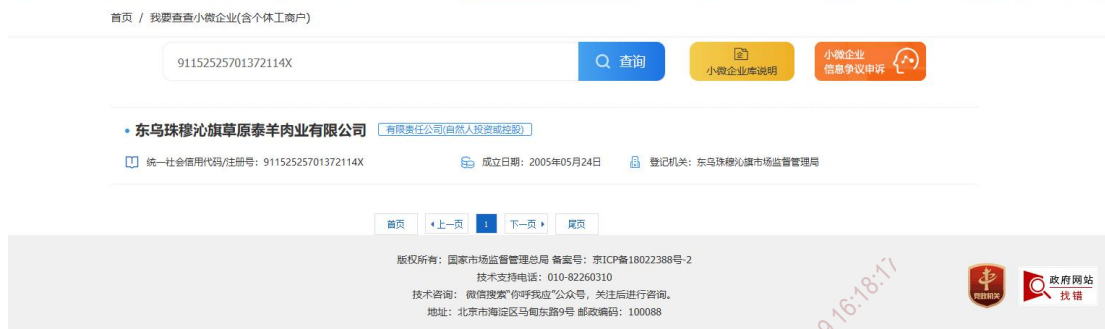 首页 / 我要查查小微企业(含个体工商户)
91152525701372114X
查询
小微企业库说明
小微企业
信息争议申诉
东乌珠穆沁旗草原泰羊肉业有限公司 有限责任公司(自然人投资或控股)
统一社会信用代码/注册号：91152525701372114X 成立日期：2005年05月24日 登记机关：东乌珠穆沁旗市场监督管理局
首页 上一页 1 下一页 尾页
版权所有：国家市场监督管理总局 备案号：京ICP备18022388号-2
技术支持电话：010-82260310
技术咨询： 微信搜索"你呼我应"公众号，关注后进行咨询。
地址：北京市海淀区马甸东路9号 邮政编码：100088
党政机关
政府网站
找错
16:18:17